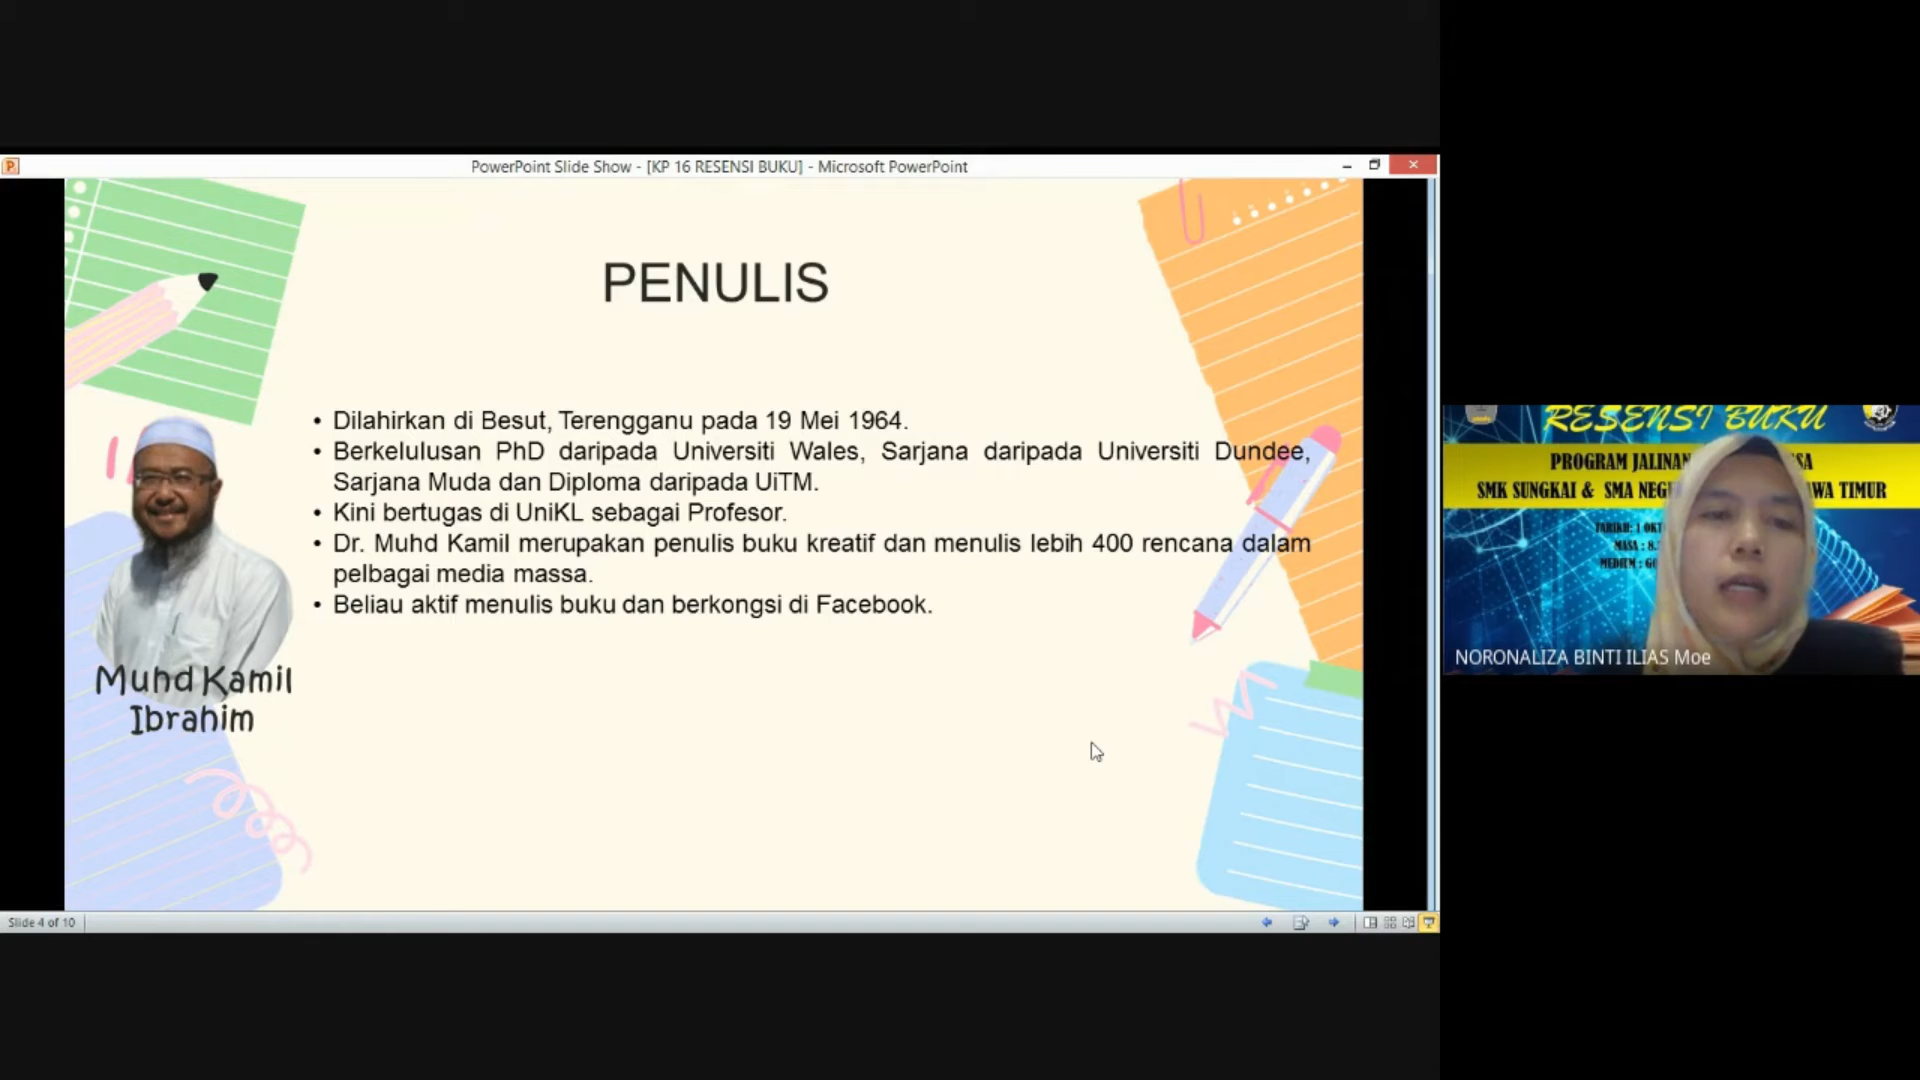 PowerPoint Slide Show - [KP 16 RESENSI BUKU] - Microsoft PowerPoint
PENULIS
• Dilahirkan di Besut, Terengganu pada 19 Mei 1964.
• Berkelulusan PhD daripada Universiti Wales, Sarjana daripada Universiti Dundee,
Sarjana Muda dan Diploma daripada UiTM.
• Kini bertugas di UniKL sebagai Profesor.
• Dr. Muhd Kamil merupakan penulis buku kreatif dan menulis lebih 400 rencana dalam
pelbagai media massa.
• Beliau aktif menulis buku dan berkongsi di Facebook.
Muhd Kamil
Ibrahim
Slide 4 of 10
RESENSI BUKU
PROGRAM JALINAN
SMK SUNGKAI & SMA WA TIMUR
TARIKH: 1
MASA : 8.
MEDIUM :
NORONALIZA BINTI ILIAS Moe